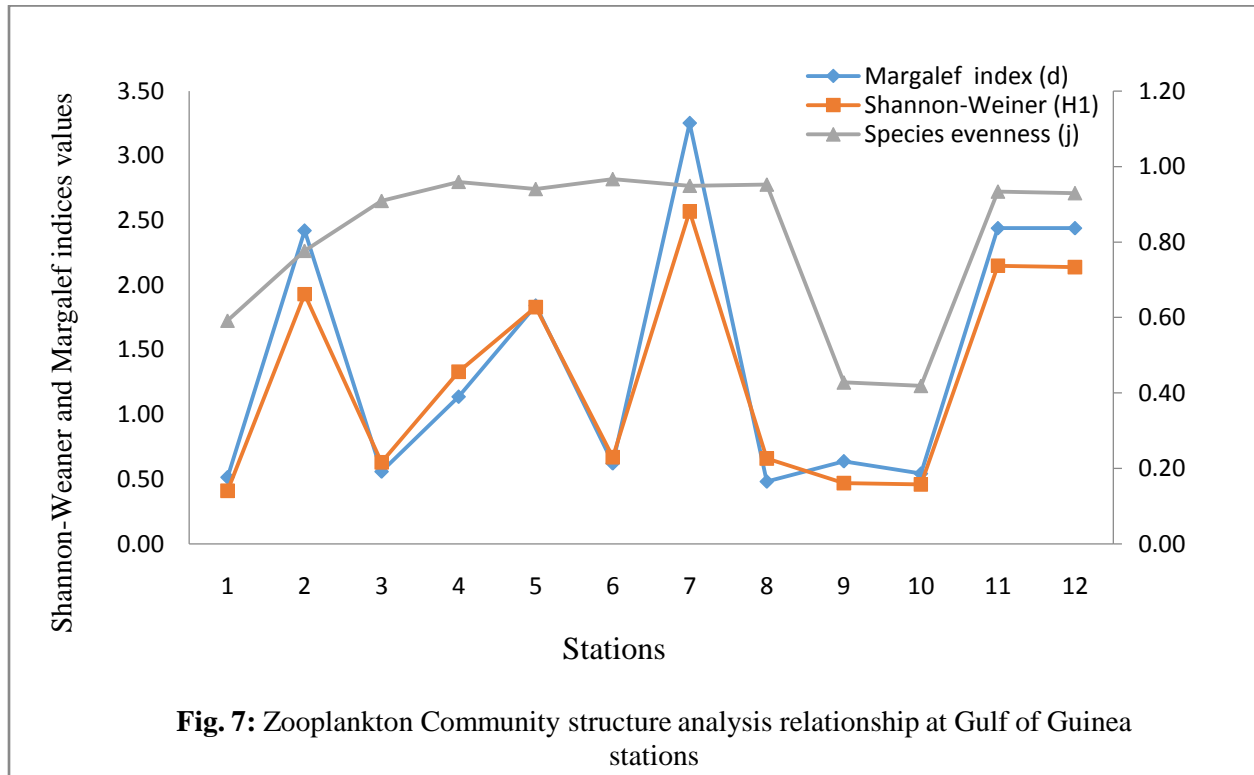 Margalef index (d)
Shannon-Weiner (H1)
Species evenness (j)
Shannon-Weaner and Margalef indices values
3.50
3.00
2.50
2.00
1.50
1.00
0.50
0.00
1.20
1.00
0.80
0.60
0.40
0.20
0.00
1 2 3 4 5 6 7 8 9 10 11 12
Stations
Fig. 7: Zooplankton Community structure analysis relationship at Gulf of Guinea
stations